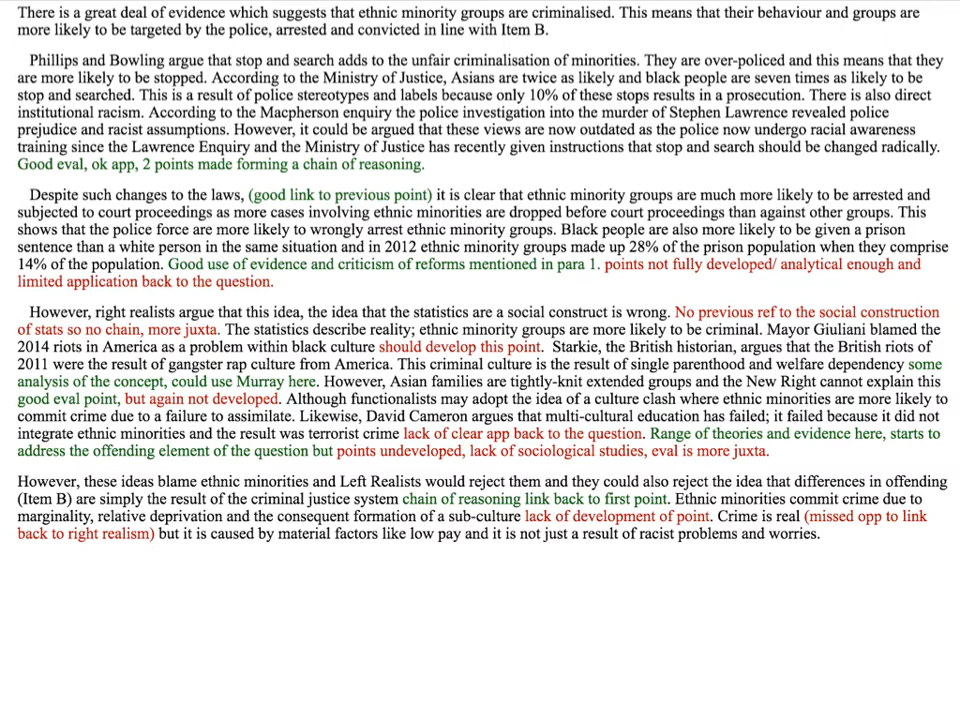 There is a great deal of evidence which suggests that ethnic minority groups are criminalised. This means that their behaviour and groups are
more likely to be targeted by the police, arrested and convicted in line with Item B.
Phillips and Bowling argue that stop and search adds to the unfair criminalisation of minorities. They are over-policed and this means that they
are more likely to be stopped. According to the Ministry of Justice, Asians are twice as likely and black people are seven times as likely to be
stop and searched. This is a result of police stereotypes and labels because only 10% of these stops results in a prosecution. There is also direct
institutional racism. According to the Macpherson enquiry the police investigation into the murder of Stephen Lawrence revealed police
prejudice and racist assumptions. However, it could be argued that these views are now outdated as the police now undergo racial awareness
training since the Lawrence Enquiry and the Ministry of Justice has recently given instructions that stop and search should be changed radically.
Good eval, ok app, 2 points made forming a chain of reasoning.
Despite such changes to the laws, (good link to previous point) it is clear that ethnic minority groups are much more likely to be arrested and
subjected to court proceedings as more cases involving ethnic minorities are dropped before court proceedings than against other groups. This
shows that the police force are more likely to wrongly arrest ethnic minority groups. Black people are also more likely to be given a prison
sentence than a white person in the same situation and in 2012 ethnic minority groups made up 28% of the prison population when they comprise
14% of the population. Good use of evidence and criticism of reforms mentioned in para 1. points not fully developed/ analytical enough and
limited application back to the question.
However, right realists argue that this idea, the idea that the statistics are a social construct is wrong. No previous ref to the social construction
of stats so no chain, more juxta. The statistics describe reality; ethnic minority groups are more likely to be criminal. Mayor Giuliani blamed the
2014 riots in America as a problem within black culture should develop this point. Starkie, the British historian, argues that the British riots of
2011 were the result of gangster rap culture from America. This criminal culture is the result of single parenthood and welfare dependency some
analysis of the concept, could use Murray here. However, Asian families are tightly-knit extended groups and the New Right cannot explain this
good eval point, but again not developed. Although functionalists may adopt the idea of a culture clash where ethnic minorities are more likely to
commit crime due to a failure to assimilate. Likewise, David Cameron argues that multi-cultural education has failed; it failed because it did not
integrate ethnic minorities and the result was terrorist crime lack of clear app back to the question. Range of theories and evidence here, starts to
address the offending element of the question but points undeveloped, lack of sociological studies, eval is more juxta.
However, these ideas blame ethnic minorities and Left Realists would reject them and they could also reject the idea that differences in offending
(Item B) are simply the result of the criminal justice system chain of reasoning link back to first point. Ethnic minorities commit crime due to
marginality, relative deprivation and the consequent formation of a sub-culture lack of development of point. Crime is real (missed opp to link
back to right realism) but it is caused by material factors like low pay and it is not just a result of racist problems and worries.